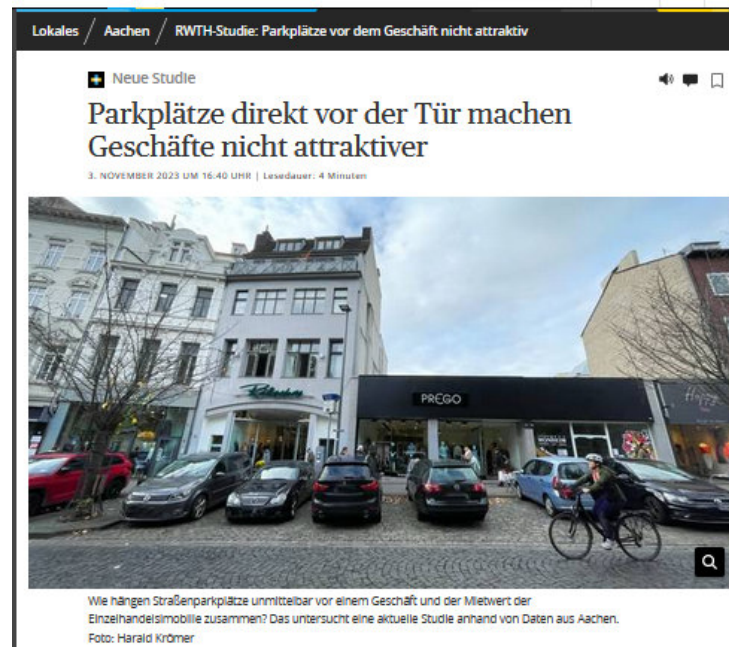 Lokales / Aachen / RWTH-Studie: Parkplätze vor dem Geschäft nicht attraktiv
Neue Studie
Parkplätze direkt vor der Tür machen
Geschäfte nicht attraktiver
3. NOVEMBER 2023 UM 16:40 UHR | Lesedauer: 4 Minuten
PREGO
Wie hängen Straßenparkplätze unmittelbar vor einem Geschäft und der Mietwert der
Einzelhandelsimobilie zusammen? Das untersucht eine aktuelle Studie anhand von Daten aus Aachen.
Foto: Harald Krömer